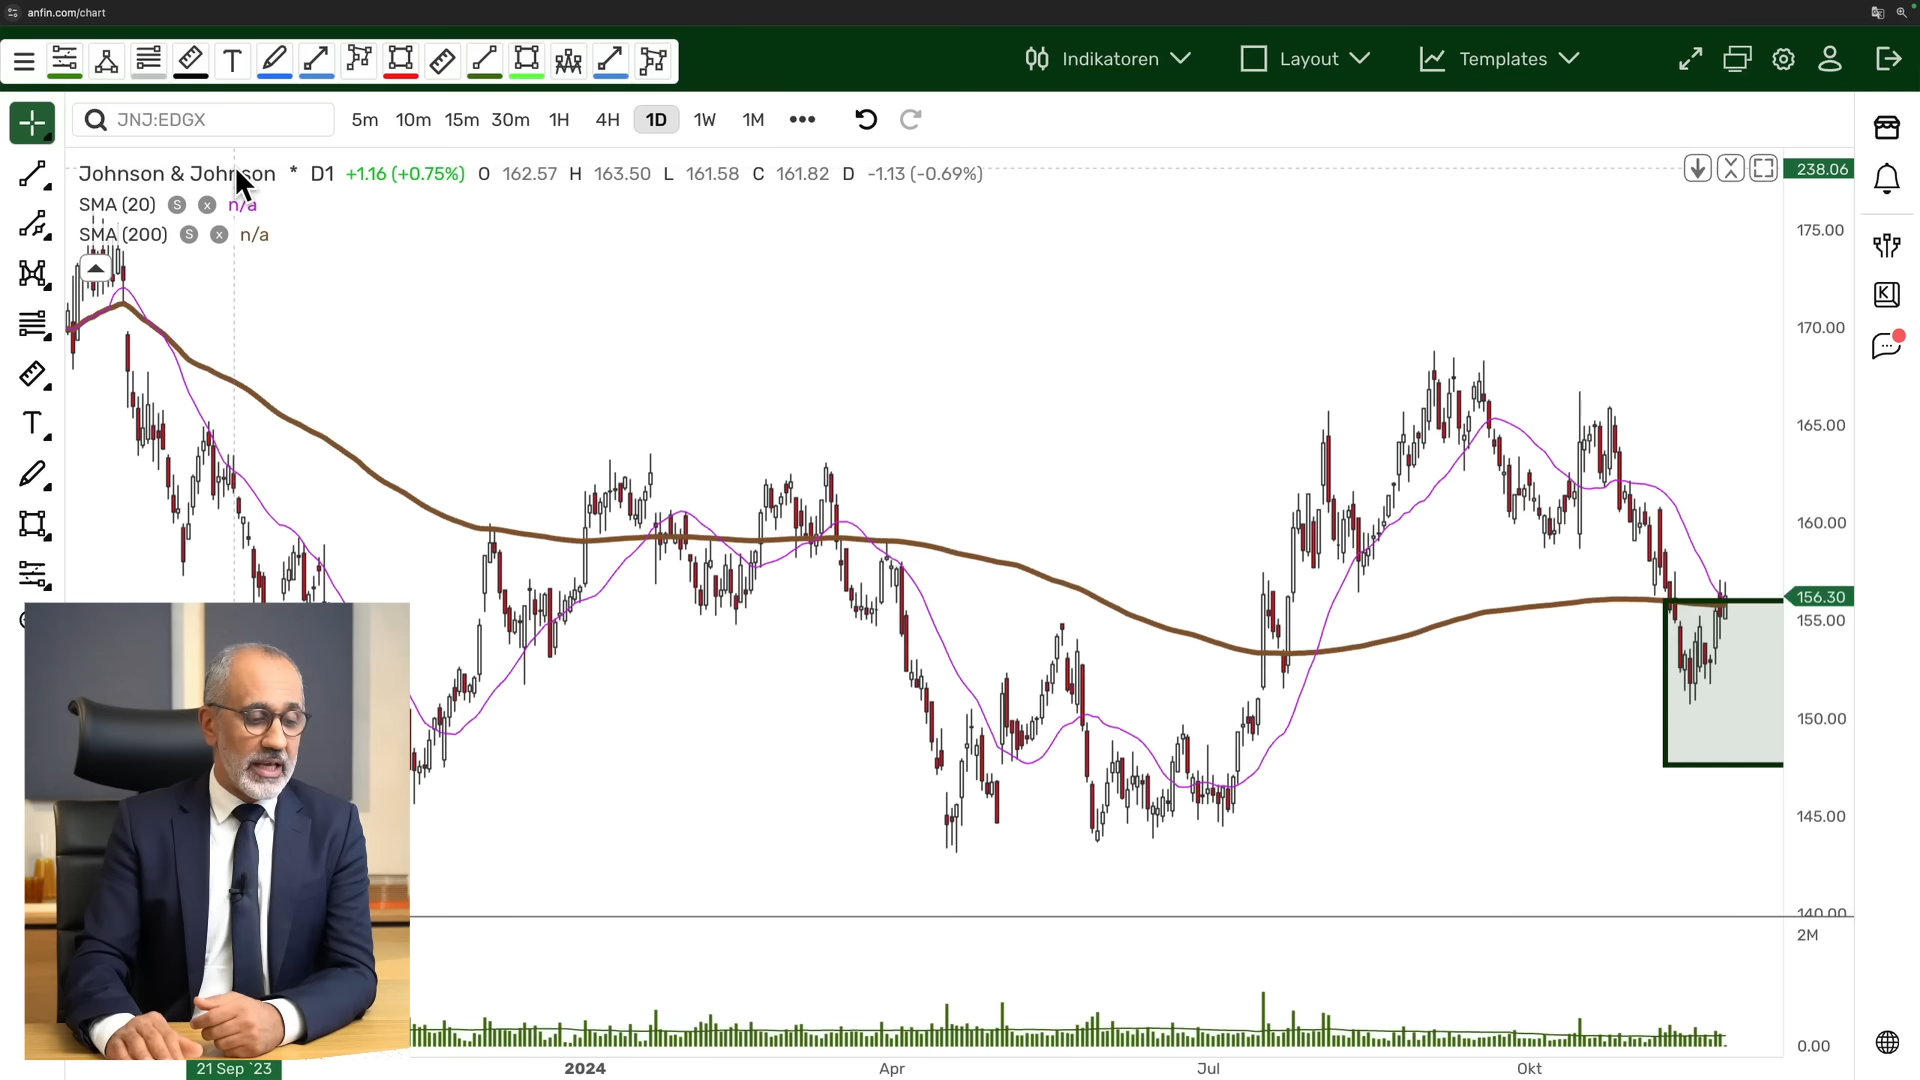 anfin.com/chart
Indikatoren
Layout
Templates
JNJ:EDGX
5m 10m 15m 30m 1H 4H 1D 1W 1M
Johnson & Johnson * D1 +1.16 (+0.75%) O 162.57 H 163.50 L 161.58 C 161.82 D -1.13 (-0.69%)
SMA (20) S x n/a
SMA (200) S x n/a
238.06
175.00
170.00
165.00
160.00
156.30
155.00
150.00
145.00
140.00
2M
0.00
21 Sep `23
2024
Apr
Jul
Okt